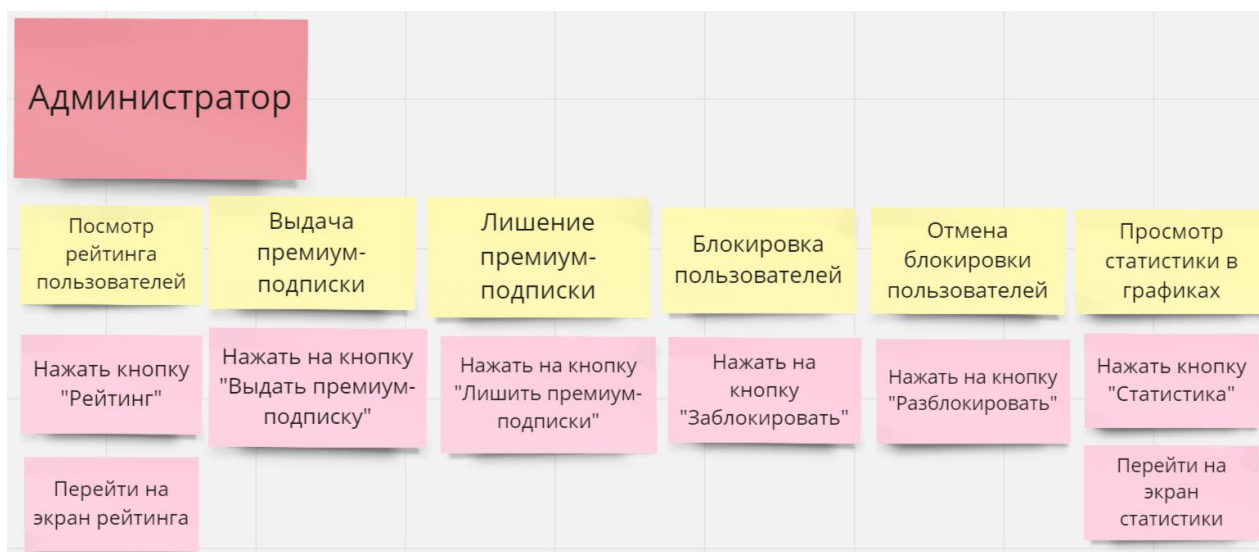 Администратор
Посмотр
рейтинга
пользователей
Выдача
премиум-
подписки
Лишение
премиум-
подписки
Блокировка
пользователей
Отмена
блокировки
пользователей
Просмотр
статистики в
графиках
Нажать кнопку
"Рейтинг"
Нажать на кнопку
"Выдать премиум-
подписку"
Нажать на кнопку
"Лишить премиум-
подписки"
Нажать на
кнопку
"Заблокировать"
Нажать на кнопку
"Разблокировать"
Нажать кнопку
"Статистика"
Перейти на
экран рейтинга
Перейти на
экран
статистики